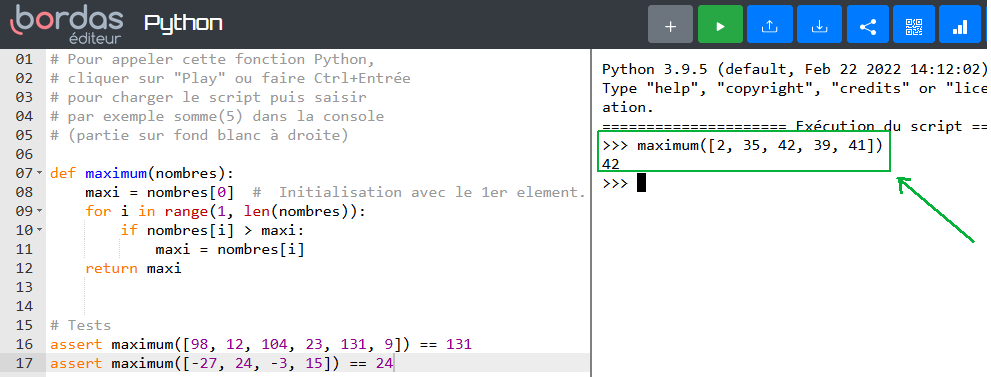 bordas
éditeur
Python
01 # Pour appeler cette fonction Python,
02 # cliquer sur "Play" ou faire Ctrl+Entrée
03 # pour charger le script puis saisir
04 # par exemple somme(5) dans la console
05 # (partie sur fond blanc à droite)
06
07 def maximum(nombres):
08     maxi = nombres[0]  #  Initialisation avec le 1er element.
09     for i in range(1, len(nombres)):
10         if nombres[i] > maxi:
11             maxi = nombres[i]
12     return maxi
13
14
15 # Tests
16 assert maximum([98, 12, 104, 23, 131, 9]) == 131
17 assert maximum([-27, 24, -3, 15]) == 24
Python 3.9.5 (default, Feb 22 2022 14:12:02)
Type "help", "copyright", "credits" or "lice
ation.
===================== Exécution du script ==
>>> maximum([2, 35, 42, 39, 41])
42
>>>